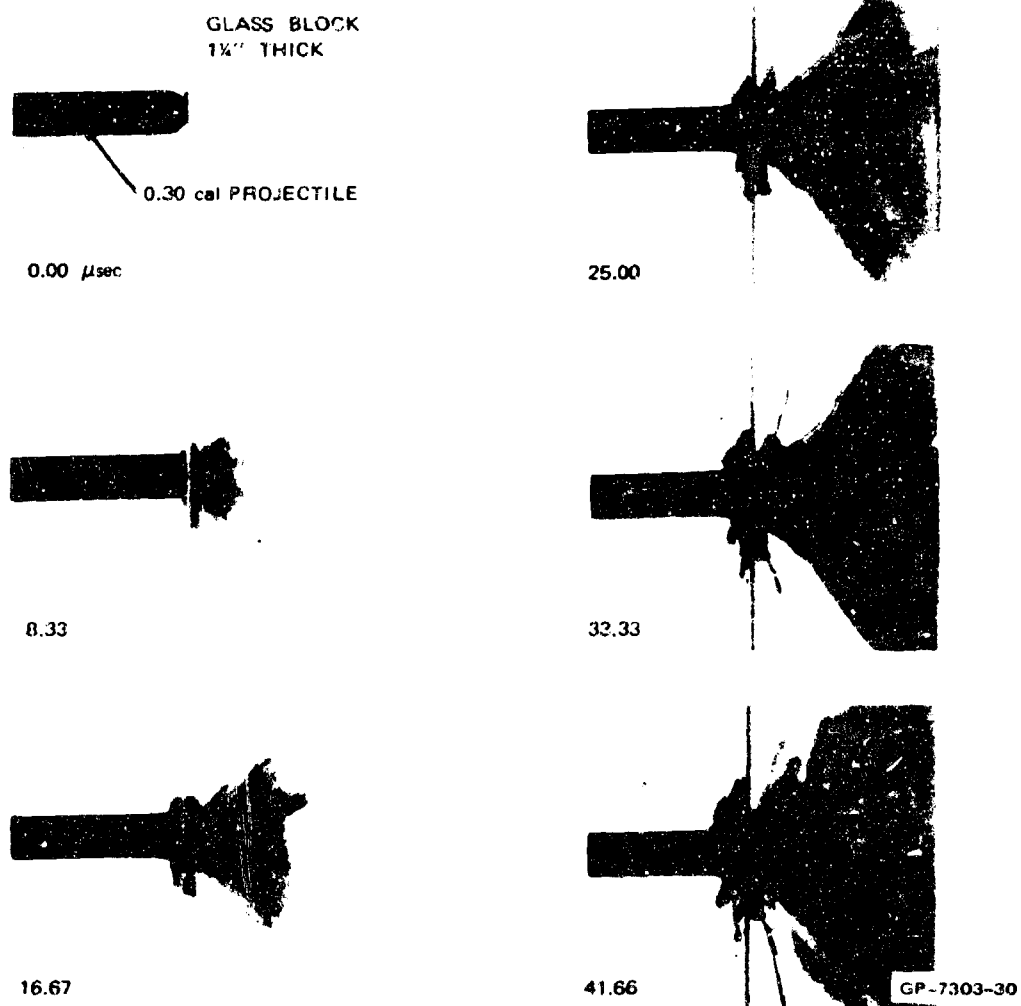 GLASS BLOCK
1¼" THICK
0.30 cal PROJECTILE
0.00 μsec
25.00
8.33
33.33
16.67
41.66
GP-7303-30